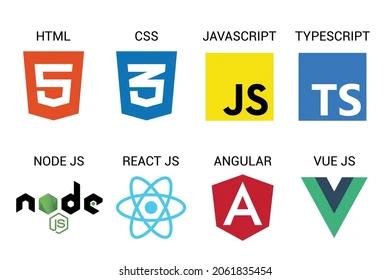 HTML
CSS
JAVASCRIPT
TYPESCRIPT
5
3
JS
TS
NODE JS
REACT JS
ANGULAR
VUE JS
node
JS
A
shutterstock.com · 2061835454